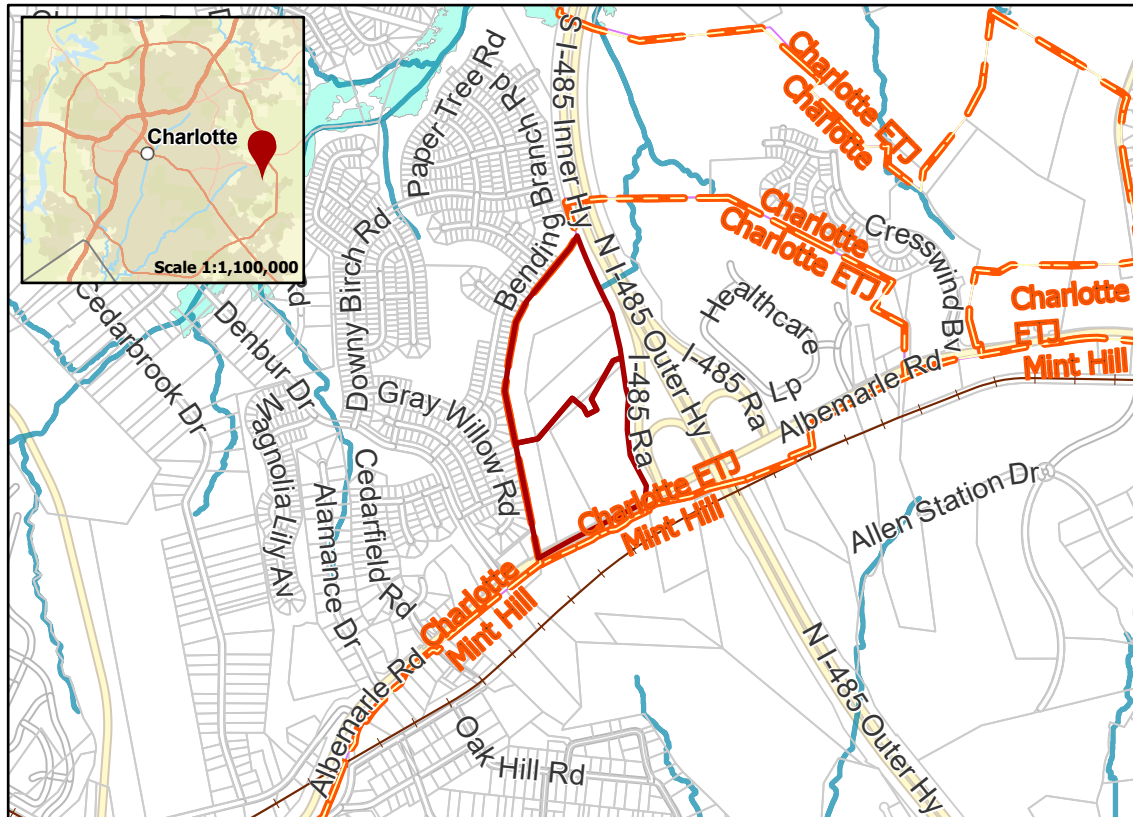 Charlotte
Scale 1:1,100,000
S I-485 Inner Hy
Paper Tree Rd
Bending Branch Rd
Charlotte ETJ
Charlotte
Charlotte
Charlotte ETJ
Cresswind Bv
Charlotte
ETJ
Mint Hill
N I-485 Outer Hy
Healthcare
Lp
I-485 Ra
I-485 Ra
Albemarle Rd
Downy Birch Rd
Rd
Denbur Dr
Cedarbrook Dr
Gray Willow Rd
Magnolia Lily Av
Alamance Dr
Cedarfield Rd
Charlotte ETJ
Mint Hill
Allen Station Dr
Charlotte
Mint Hill
Albemarle Rd
Oak Hill Rd
N I-485 Outer Hy